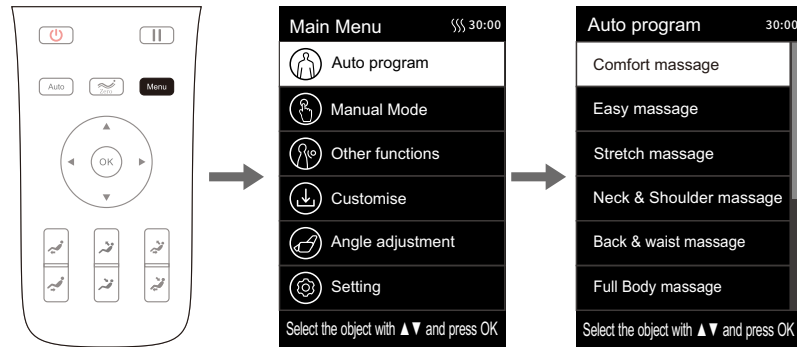 Auto
Zero
Menu
OK
Main Menu 30:00
Auto program
Manual Mode
Other functions
Customise
Angle adjustment
Setting
Select the object with ▲▼ and press OK
Auto program 30:00
Comfort massage
Easy massage
Stretch massage
Neck & Shoulder massage
Back & waist massage
Full Body massage
Select the object with ▲▼ and press OK